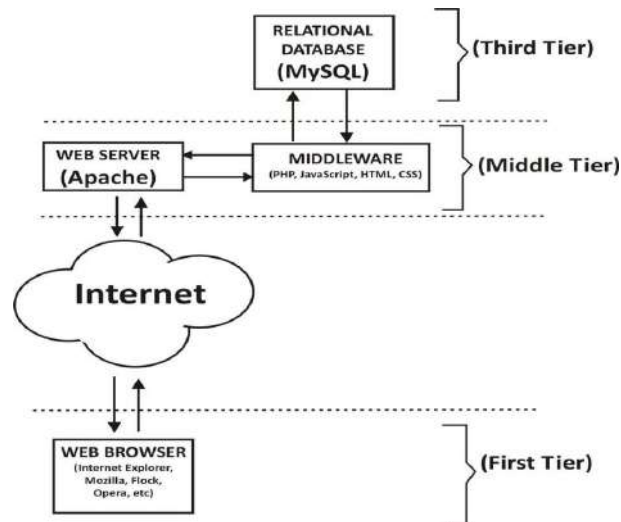 RELATIONAL
DATABASE
(MySQL)
(Third Tier)
WEB SERVER
(Apache)
MIDDLEWARE
(PHP, JavaScript, HTML, CSS)
(Middle Tier)
Internet
WEB BROWSER
(Internet Explorer,
Mozilla, Flock,
Opera, etc)
(First Tier)